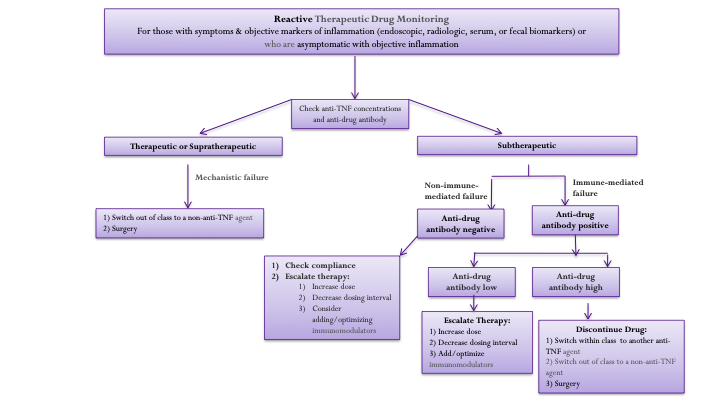 Reactive Therapeutic Drug Monitoring
For those with symptoms & objective markers of inflammation (endoscopic, radiologic, serum, or fecal biomarkers) or
who are asymptomatic with objective inflammation
Check anti-TNF concentrations
and anti-drug antibody
Therapeutic or Supratherapeutic
Subtherapeutic
Mechanistic failure
Non-immune-
mediated failure
Immune-mediated
failure
1) Switch out of class to a non-anti-TNF agent
2) Surgery
Anti-drug
antibody negative
Anti-drug
antibody positive
1) Check compliance
2) Escalate therapy:
1) Increase dose
2) Decrease dosing interval
3) Consider
adding/optimizing
immunomodulators
Anti-drug
antibody low
Anti-drug
antibody high
Escalate Therapy:
1) Increase dose
2) Decrease dosing interval
3) Add/optimize
immunomodulators
Discontinue Drug:
1) Switch within class to another anti-
TNF agent
2) Switch out of class to a non-anti-TNF
agent
3) Surgery